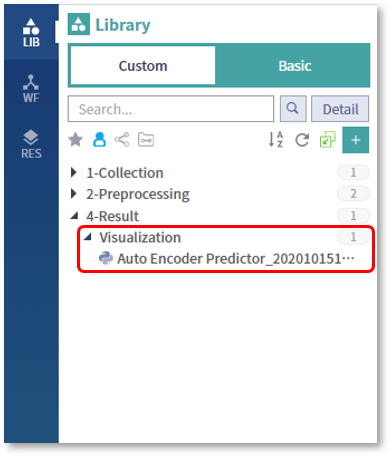 LIB
Library
WF
RES
Custom
Basic
Search...
Detail
A
Z
1-Collection
1
2-Preprocessing
2
4-Result
1
Visualization
1
Auto Encoder Predictor_202010151···